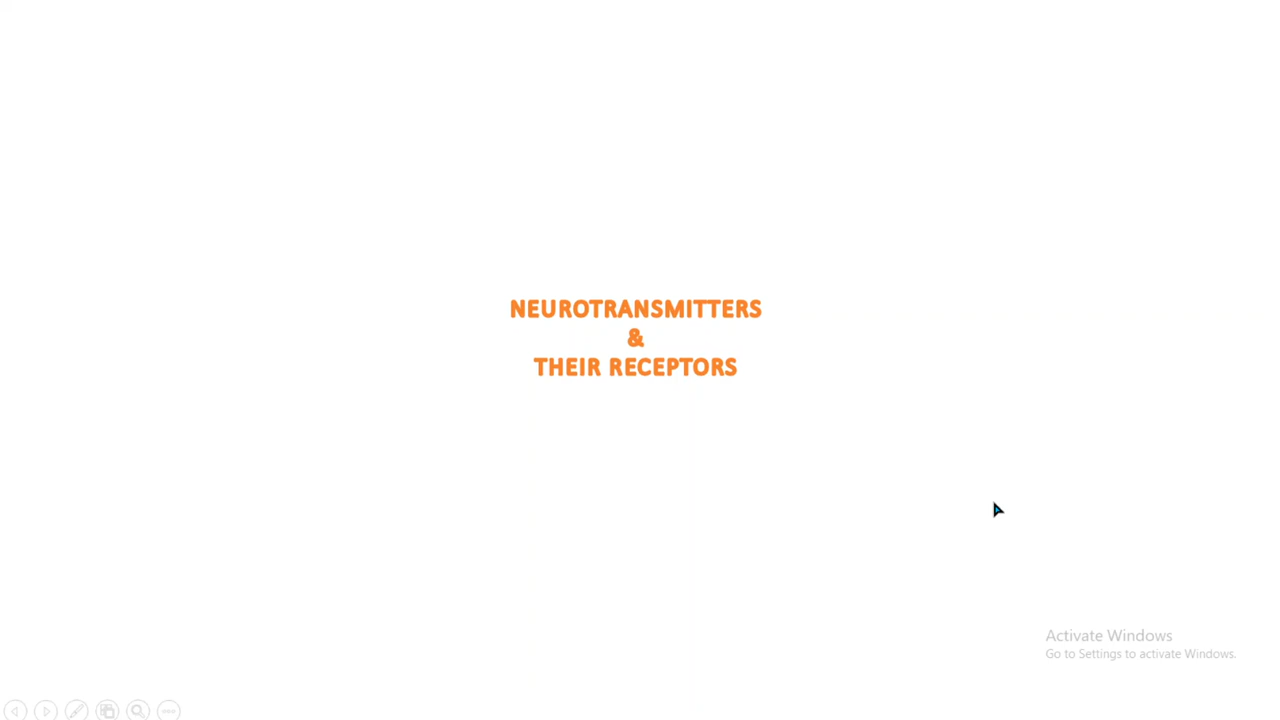 NEUROTRANSMITTERS
&
THEIR RECEPTORS
Activate Windows
Go to Settings to activate Windows.